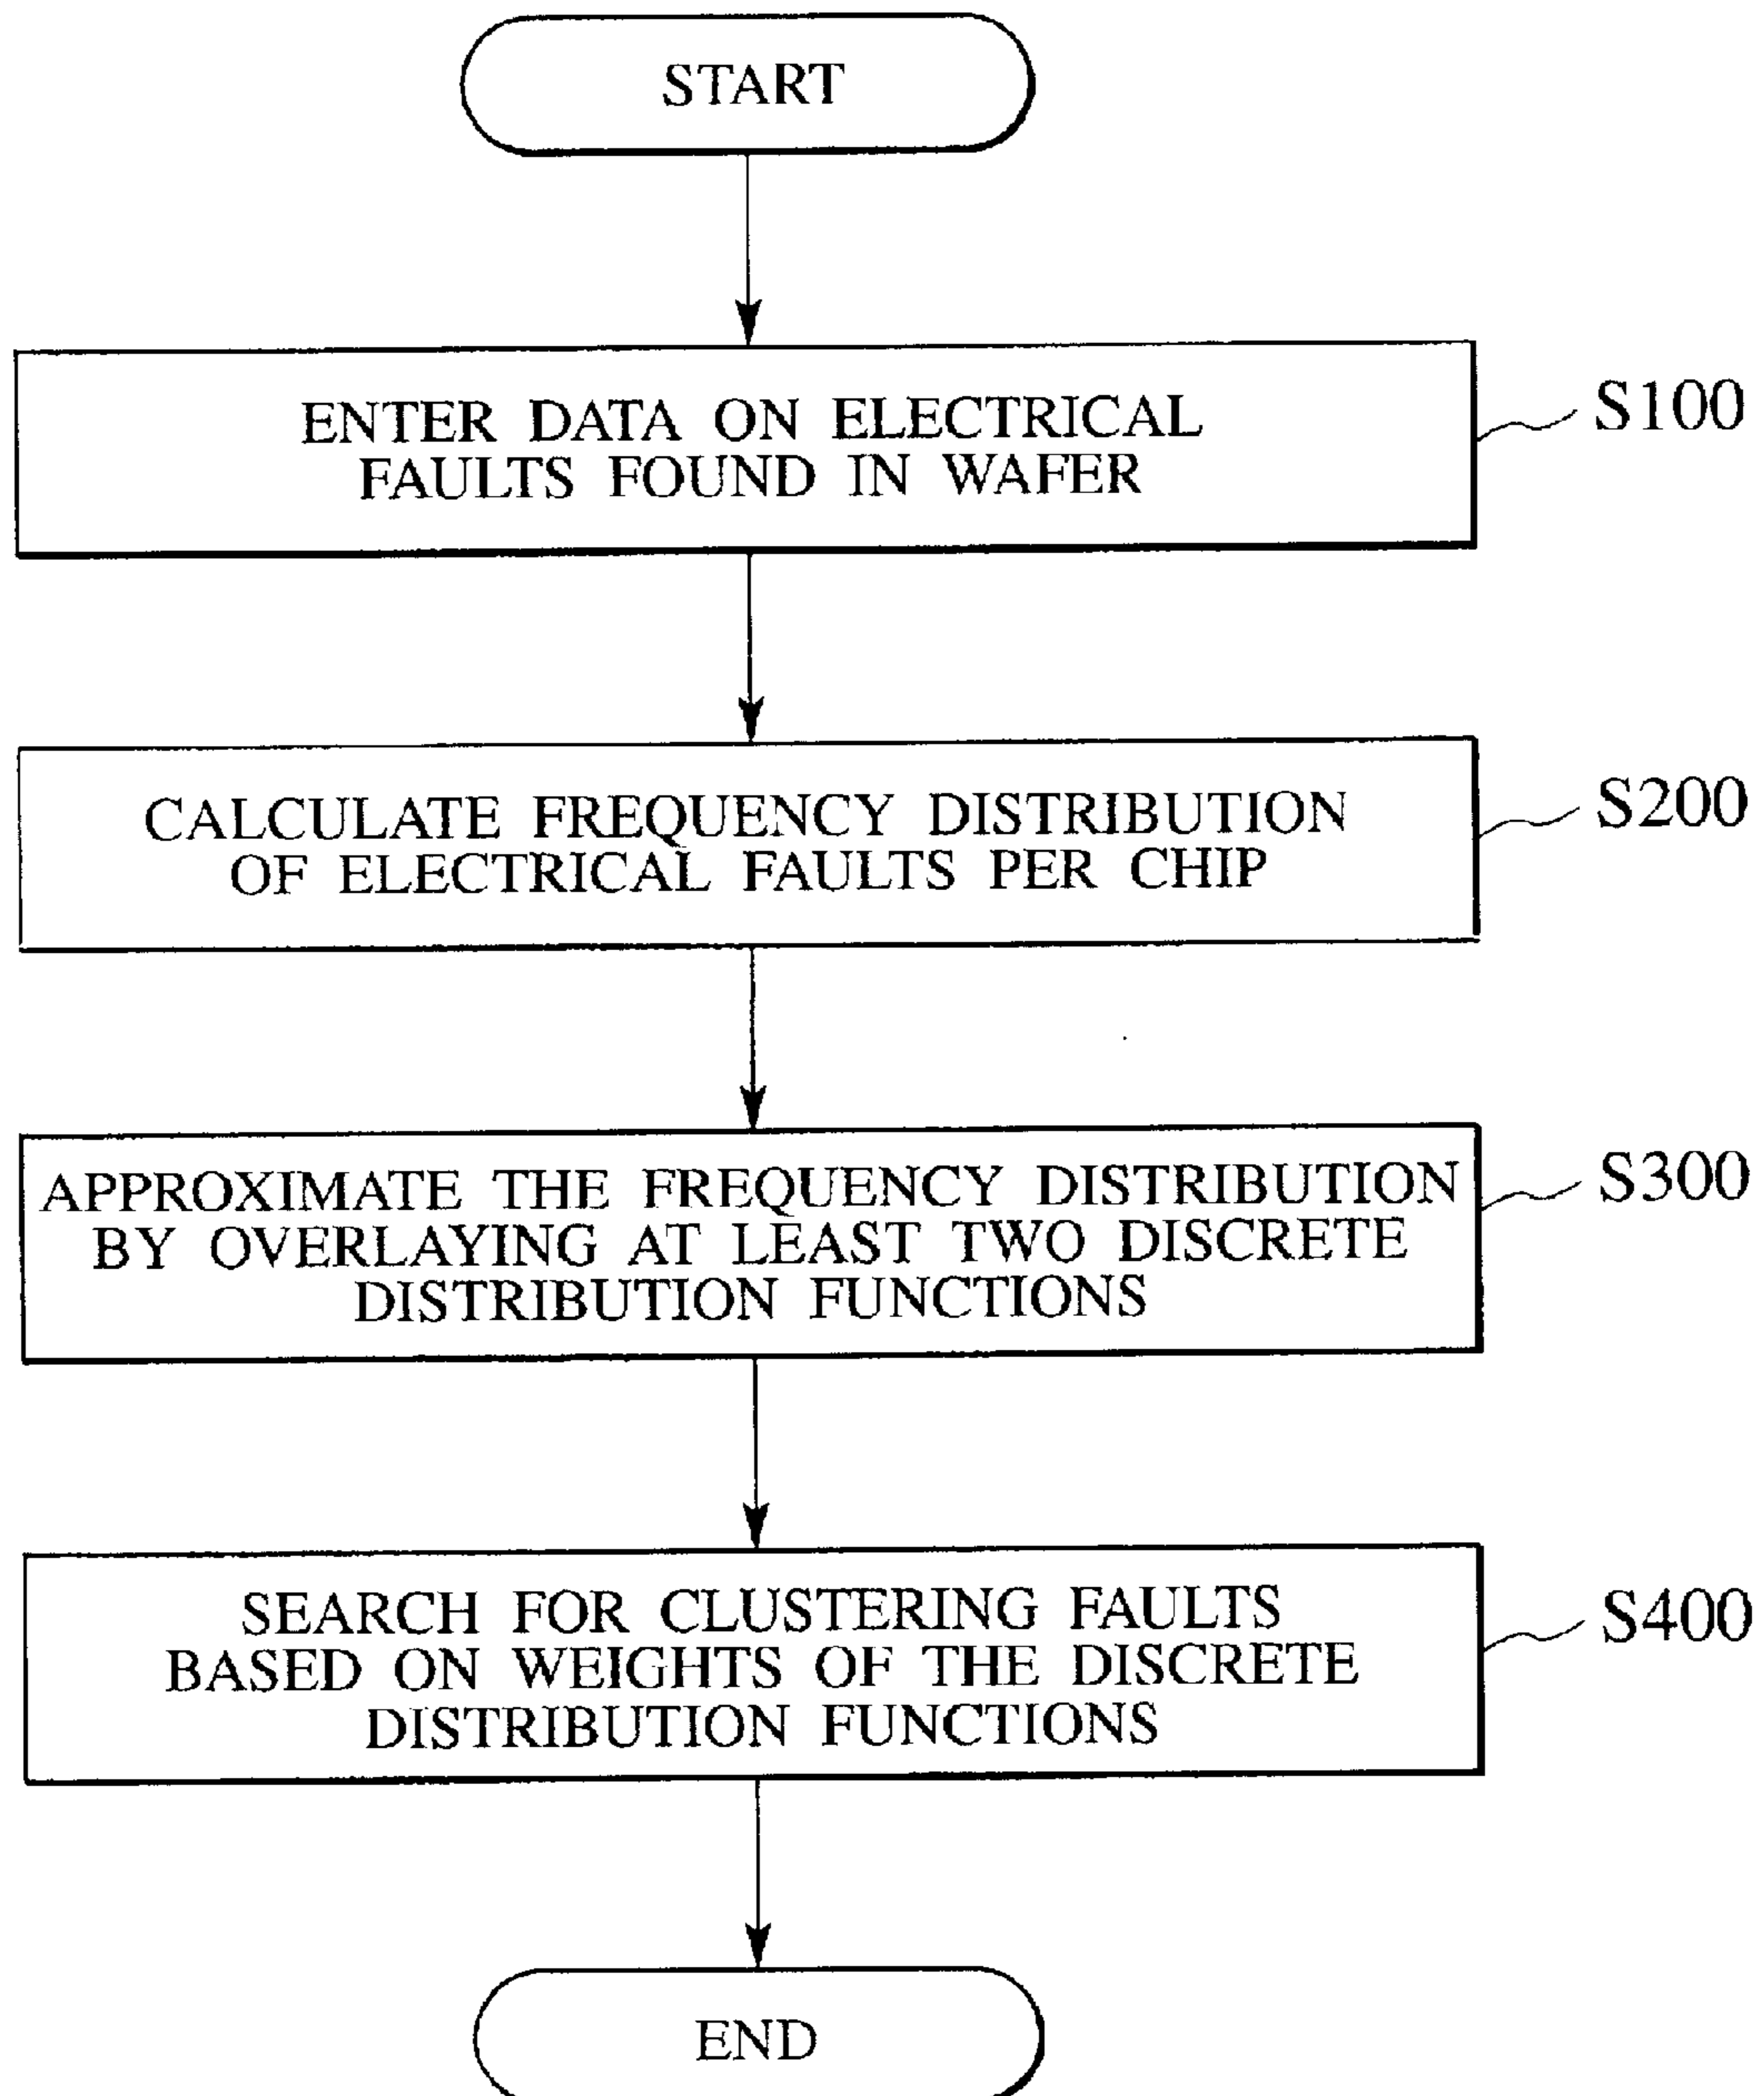 START
ENTER DATA ON ELECTRICAL
FAULTS FOUND IN WAFER
S100
CALCULATE FREQUENCY DISTRIBUTION
OF ELECTRICAL FAULTS PER CHIP
S200
APPROXIMATE THE FREQUENCY DISTRIBUTION
BY OVERLAYING AT LEAST TWO DISCRETE
DISTRIBUTION FUNCTIONS
S300
SEARCH FOR CLUSTERING FAULTS
BASED ON WEIGHTS OF THE DISCRETE
DISTRIBUTION FUNCTIONS
S400
END